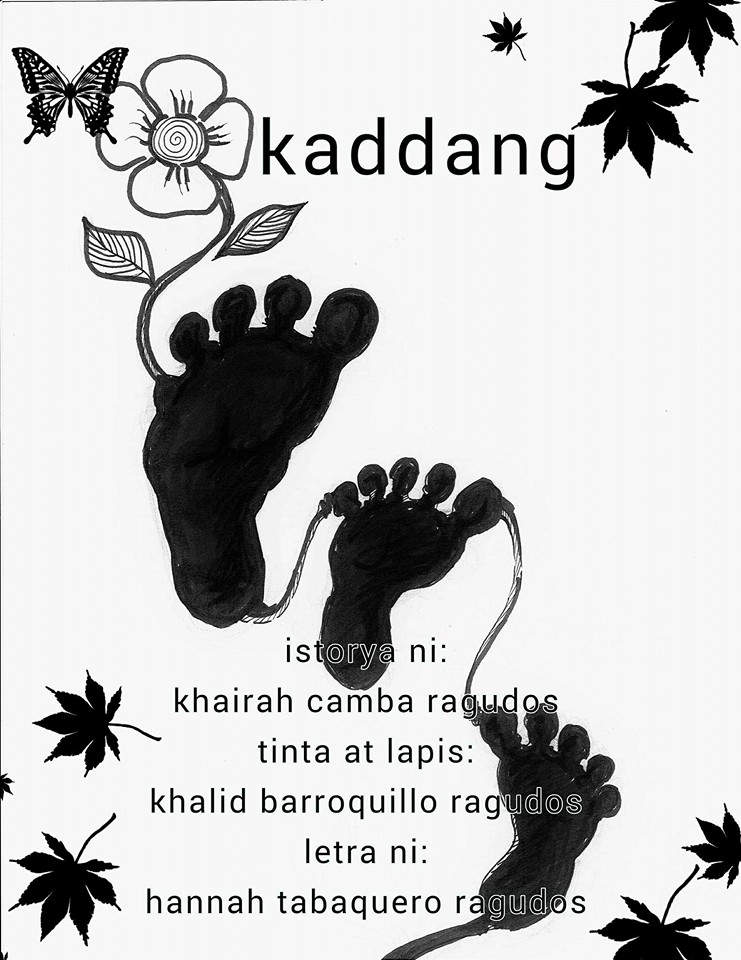 kaddang
istorya ni:
khairah camba ragudos
tinta at lapis:
khalid barroquillo ragudos
letra ni:
hannah tabaquero ragudos